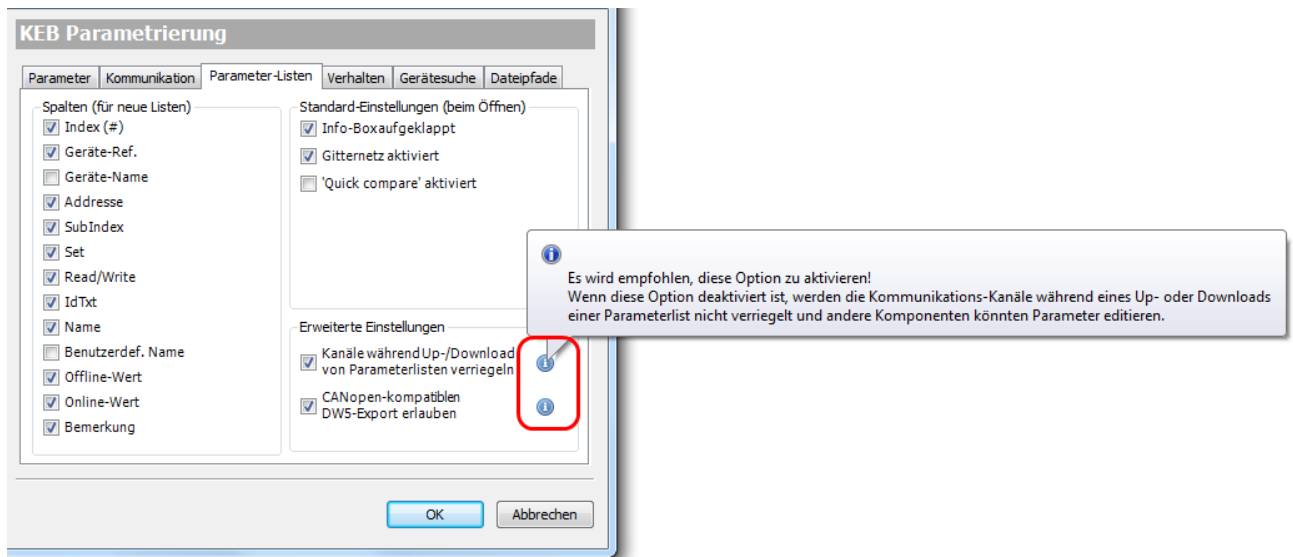 KEB Parametrierung
Parameter Kommunikation Parameter-Listen Verhalten Gerätesuche Dateipfade
Spalten (für neue Listen)
Index (#)
Geräte-Ref.
Geräte-Name
Addresse
SubIndex
Set
Read/Write
IdTxt
Name
Benutzerdef. Name
Offline-Wert
Online-Wert
Bemerkung
Standard-Einstellungen (beim Öffnen)
Info-Boxaufgeklappt
Gitternetz aktiviert
'Quick compare' aktiviert
Es wird empfohlen, diese Option zu aktivieren!
Wenn diese Option deaktiviert ist, werden die Kommunikations-Kanäle während eines Up- oder Downloads
einer Parameterlist nicht verriegelt und andere Komponenten könnten Parameter editieren.
Erweiterte Einstellungen
Kanäle während Up-/Download
von Parameterlisten verriegeln
CANopen-kompatiblen
DW5-Export erlauben
OK Abbrechen